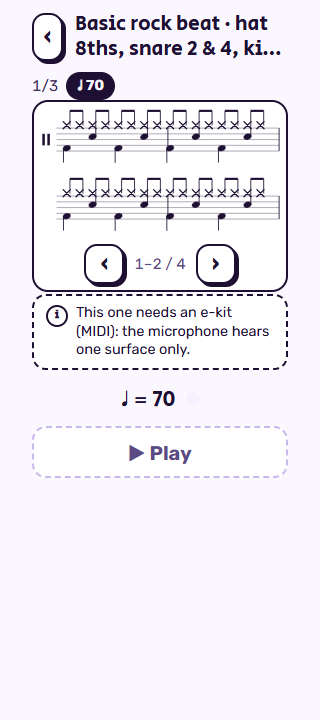 Basic rock beat · hat
8ths, snare 2 & 4, ki...
1/3 ♩70
1–2 / 4
This one needs an e-kit
(MIDI): the microphone hears
one surface only.
♩ = 70
▶ Play